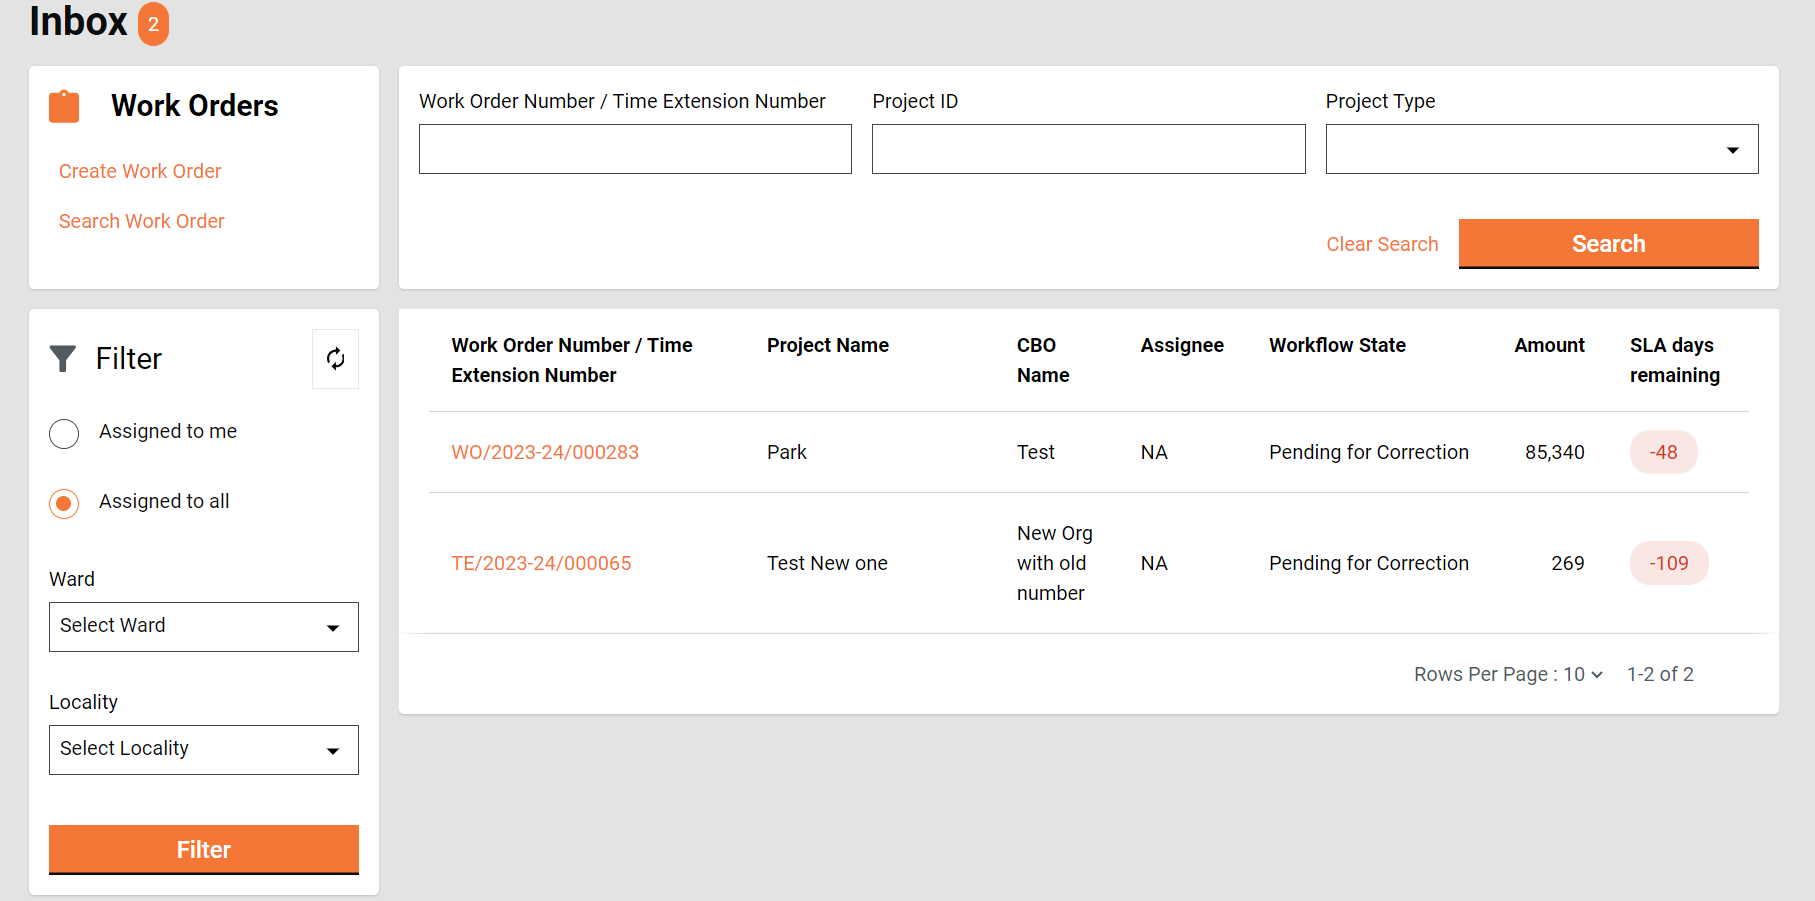 Inbox 2
Work Orders
Create Work Order
Search Work Order
Work Order Number / Time Extension Number
Project ID
Project Type
Clear Search
Search
Filter
Assigned to me
Assigned to all
Ward
Select Ward
Locality
Select Locality
Filter
Work Order Number / Time Extension Number Project Name CBO Name Assignee Workflow State Amount SLA days remaining
WO/2023-24/000283 Park Test NA Pending for Correction 85,340 -48
TE/2023-24/000065 Test New one New Org with old number NA Pending for Correction 269 -109
Rows Per Page : 10 1-2 of 2